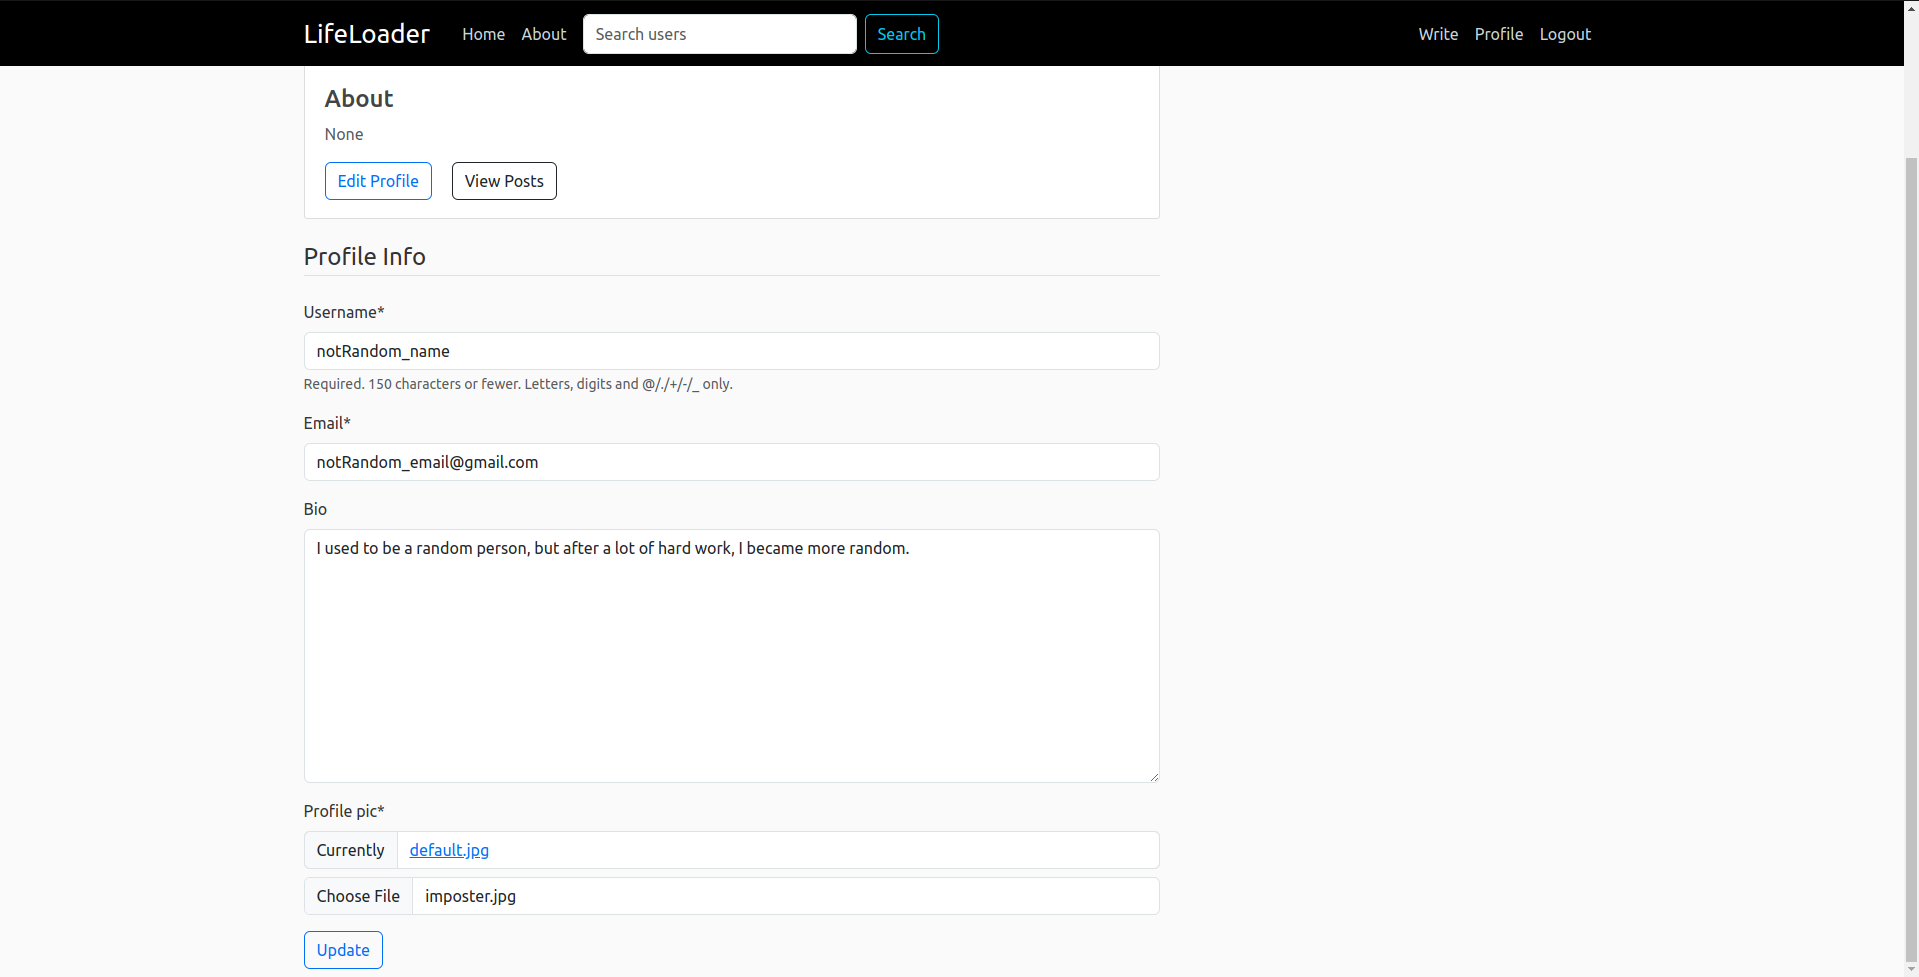 LifeLoader Home About Search users Search Write Profile Logout
About
None
Edit Profile View Posts
Profile Info
Username*
notRandom_name
Required. 150 characters or fewer. Letters, digits and @/./+/-/_ only.
Email*
notRandom_email@gmail.com
Bio
I used to be a random person, but after a lot of hard work, I became more random.
Profile pic*
Currently default.jpg
Choose File imposter.jpg
Update